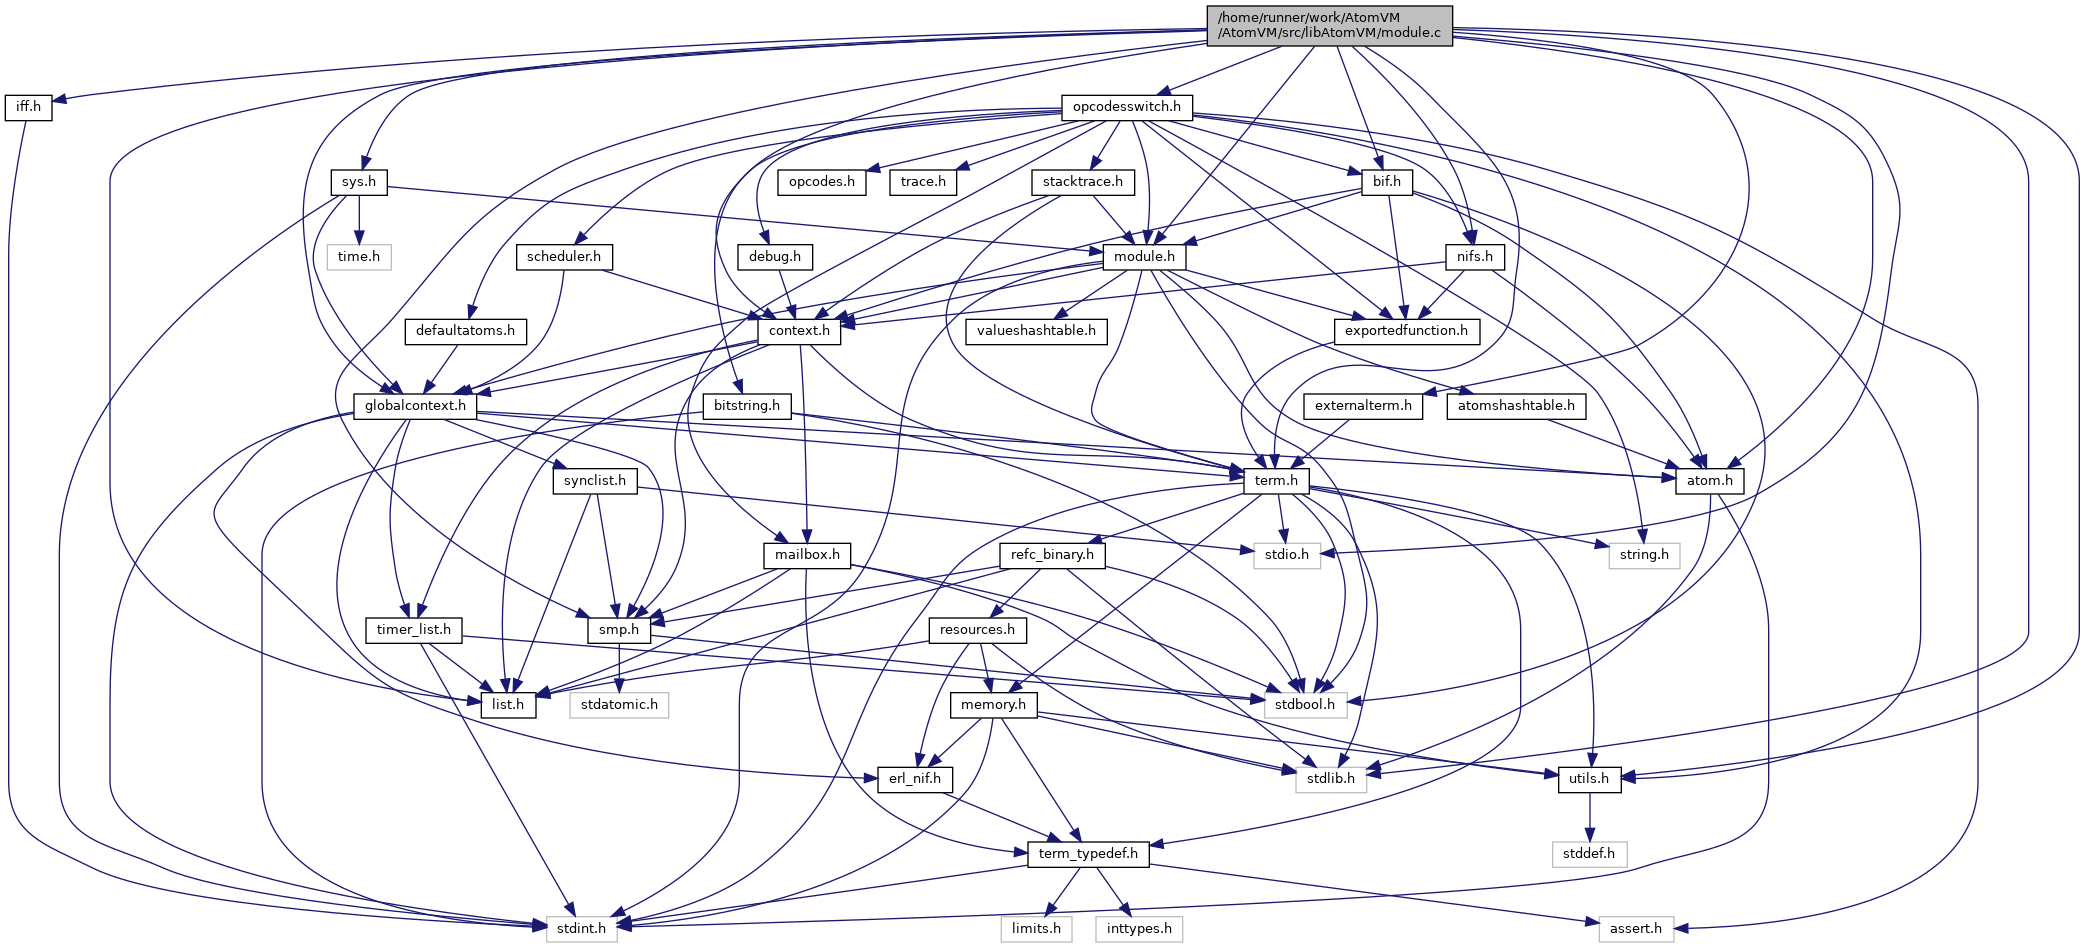 /home/runner/work/AtomVM
/AtomVM/src/libAtomVM/module.c
iff.h
opcodesswitch.h
sys.h
opcodes.h
trace.h
stacktrace.h
bif.h
time.h
scheduler.h
debug.h
module.h
nifs.h
defaultatoms.h
context.h
valueshashtable.h
exportedfunction.h
globalcontext.h
bitstring.h
externalterm.h
atomshashtable.h
synclist.h
term.h
atom.h
mailbox.h
refc_binary.h
stdio.h
string.h
timer_list.h
smp.h
resources.h
list.h
stdatomic.h
memory.h
stdbool.h
erl_nif.h
stdlib.h
utils.h
term_typedef.h
stddef.h
stdint.h
limits.h
inttypes.h
assert.h